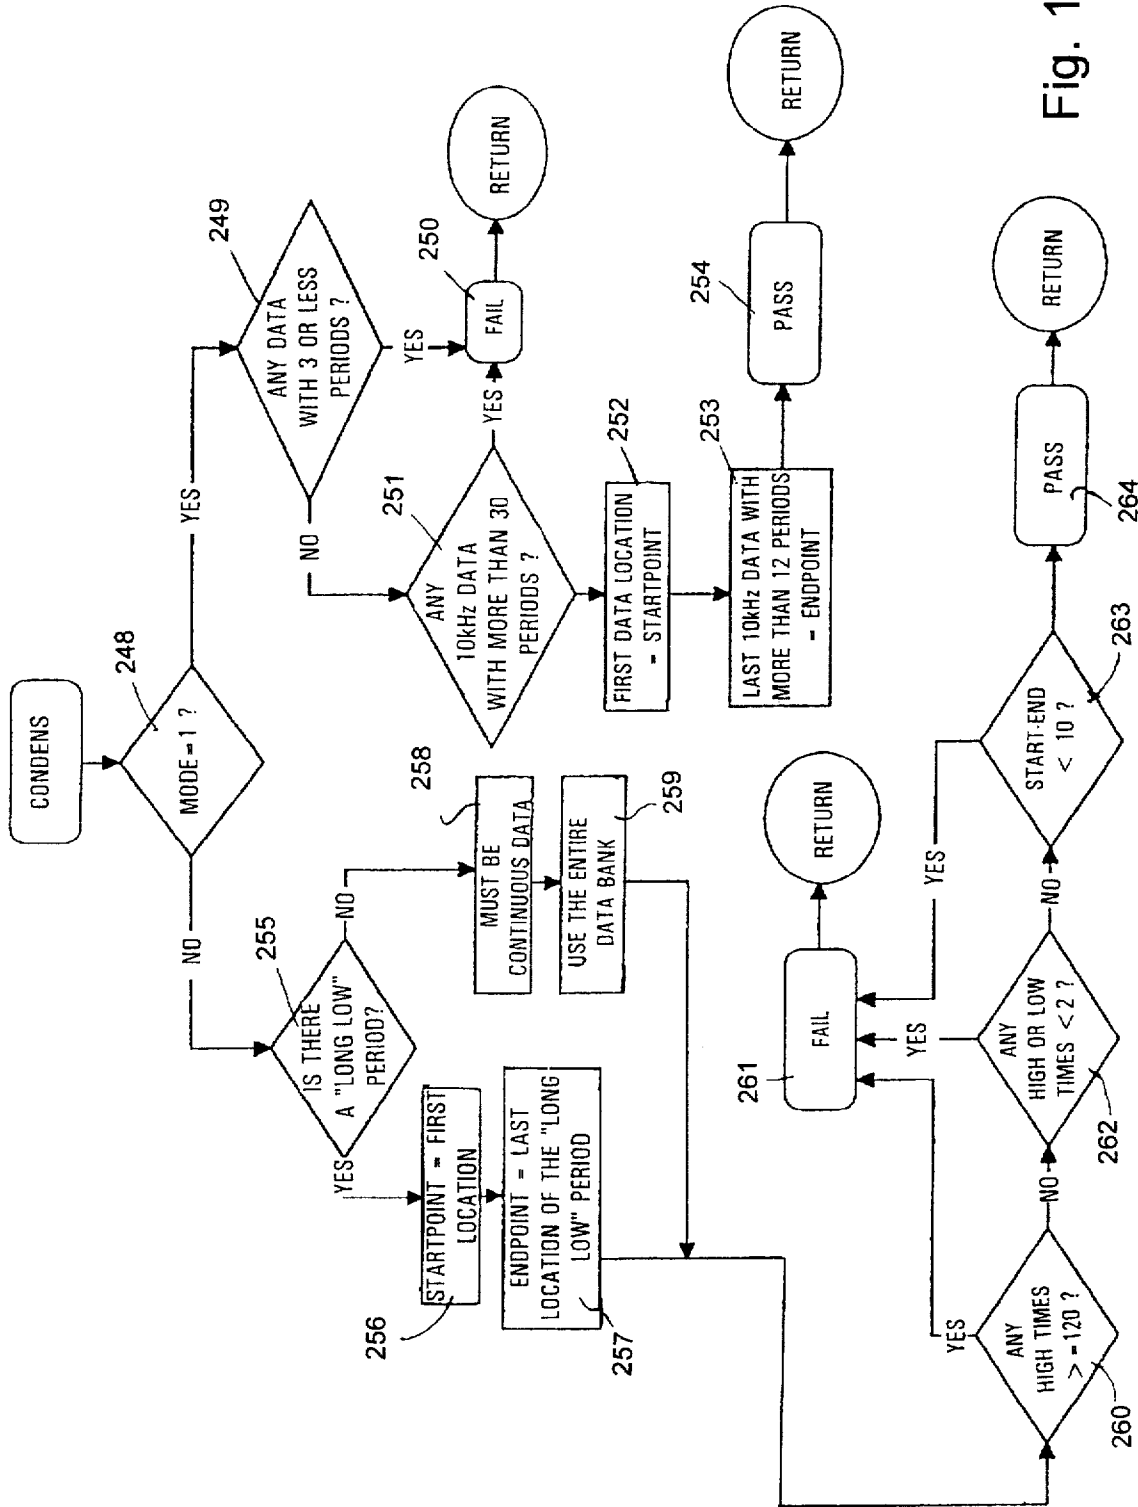 CONDENS
248
MODE=1 ?
YES
NO
249
ANY DATA
WITH 3 OR LESS
PERIODS ?
YES
NO
250
FAIL
RETURN
251
ANY
10kHz DATA
WITH MORE THAN 30
PERIODS ?
YES
252
FIRST DATA LOCATION
= STARTPOINT
253
LAST 10kHz DATA WITH
MORE THAN 12 PERIODS
= ENDPOINT
254
PASS
RETURN
255
IS THERE
A "LONG LOW"
PERIOD?
YES
NO
256
STARTPOINT = FIRST
LOCATION
257
ENDPOINT = LAST
LOCATION OF THE "LONG
LOW" PERIOD
258
MUST BE
CONTINUOUS DATA
259
USE THE ENTIRE
DATA BANK
260
ANY
HIGH TIMES
> =120 ?
YES
NO
261
FAIL
RETURN
262
ANY
HIGH OR LOW
TIMES < 2 ?
YES
NO
263
START-END
< 10 ?
YES
264
PASS
RETURN
Fig. 1